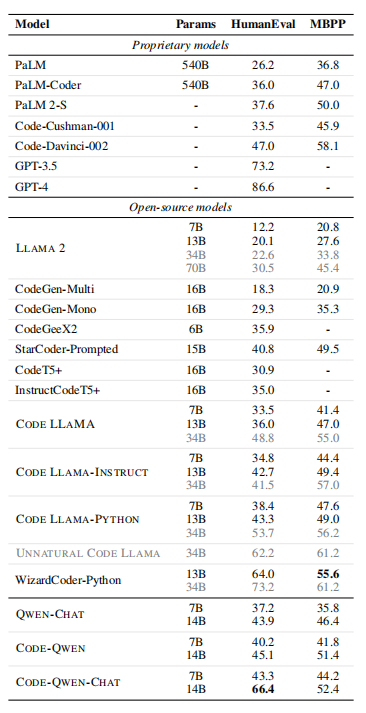 Model Params HumanEval MBPP
Proprietary models
PaLM 540B 26.2 36.8
PaLM-Coder 540B 36.0 47.0
PaLM 2-S - 37.6 50.0
Code-Cushman-001 - 33.5 45.9
Code-Davinci-002 - 47.0 58.1
GPT-3.5 - 73.2 -
GPT-4 - 86.6 -
Open-source models
LLAMA 2
7B 12.2 20.8
13B 20.1 27.6
34B 22.6 33.8
70B 30.5 45.4
CodeGen-Multi 16B 18.3 20.9
CodeGen-Mono 16B 29.3 35.3
CodeGeeX2 6B 35.9 -
StarCoder-Prompted 15B 40.8 49.5
CodeT5+ 16B 30.9 -
InstructCodeT5+ 16B 35.0 -
CODE LLAMA
7B 33.5 41.4
13B 36.0 47.0
34B 48.8 55.0
CODE LLAMA-INSTRUCT
7B 34.8 44.4
13B 42.7 49.4
34B 41.5 57.0
CODE LLAMA-PYTHON
7B 38.4 47.6
13B 43.3 49.0
34B 53.7 56.2
UNNATURAL CODE LLAMA 34B 62.2 61.2
WizardCoder-Python
13B 64.0 55.6
34B 73.2 61.2
QWEN-CHAT
7B 37.2 35.8
14B 43.9 46.4
CODE-QWEN
7B 40.2 41.8
14B 45.1 51.4
CODE-QWEN-CHAT
7B 43.3 44.2
14B 66.4 52.4